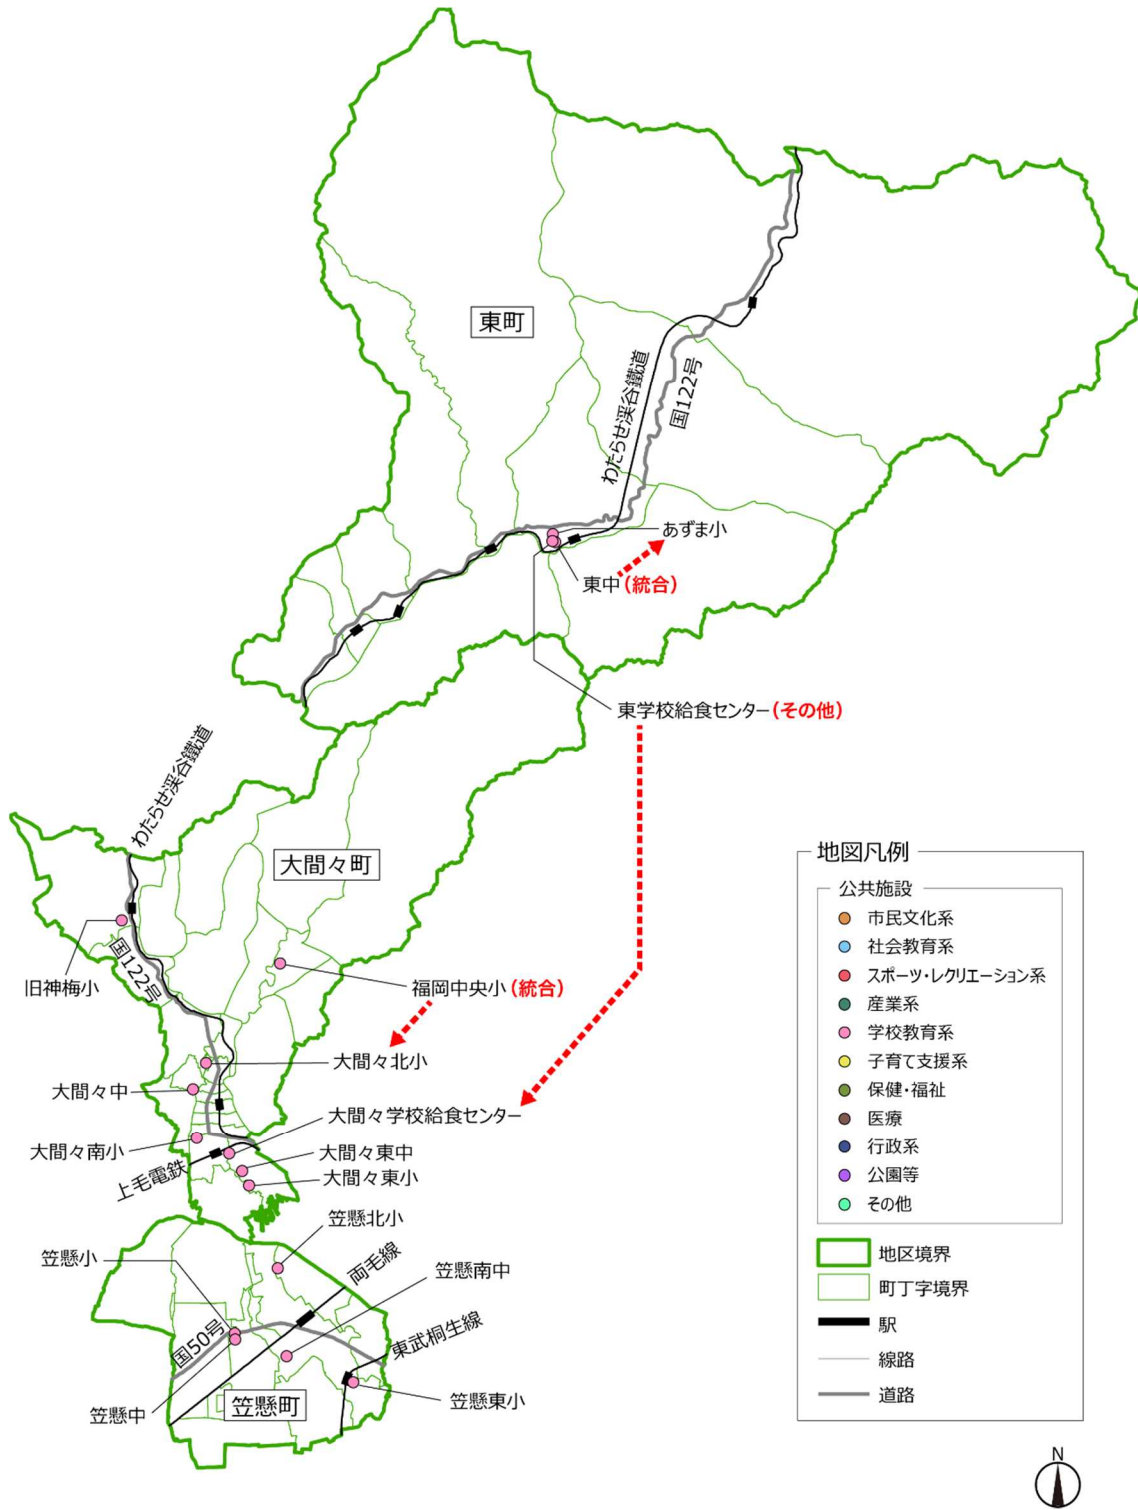 東町
わたらせ渓谷鐵道
国122号
あずま小
東中(統合)
東学校給食センター(その他)
わたらせ渓谷鐵道
大間々町
旧神梅小
国122号
福岡中央小(統合)
大間々北小
大間々中
大間々学校給食センター
大間々南小
大間々東中
上毛電鉄
大間々東小
笠懸北小
笠懸小
両毛線
笠懸南中
国50号
東武桐生線
笠懸中
笠懸町
笠懸東小
地図凡例
公共施設
市民文化系
社会教育系
スポーツ・レクリエーション系
産業系
学校教育系
子育て支援系
保健・福祉
医療
行政系
公園等
その他
地区境界
町丁字境界
駅
線路
道路
N